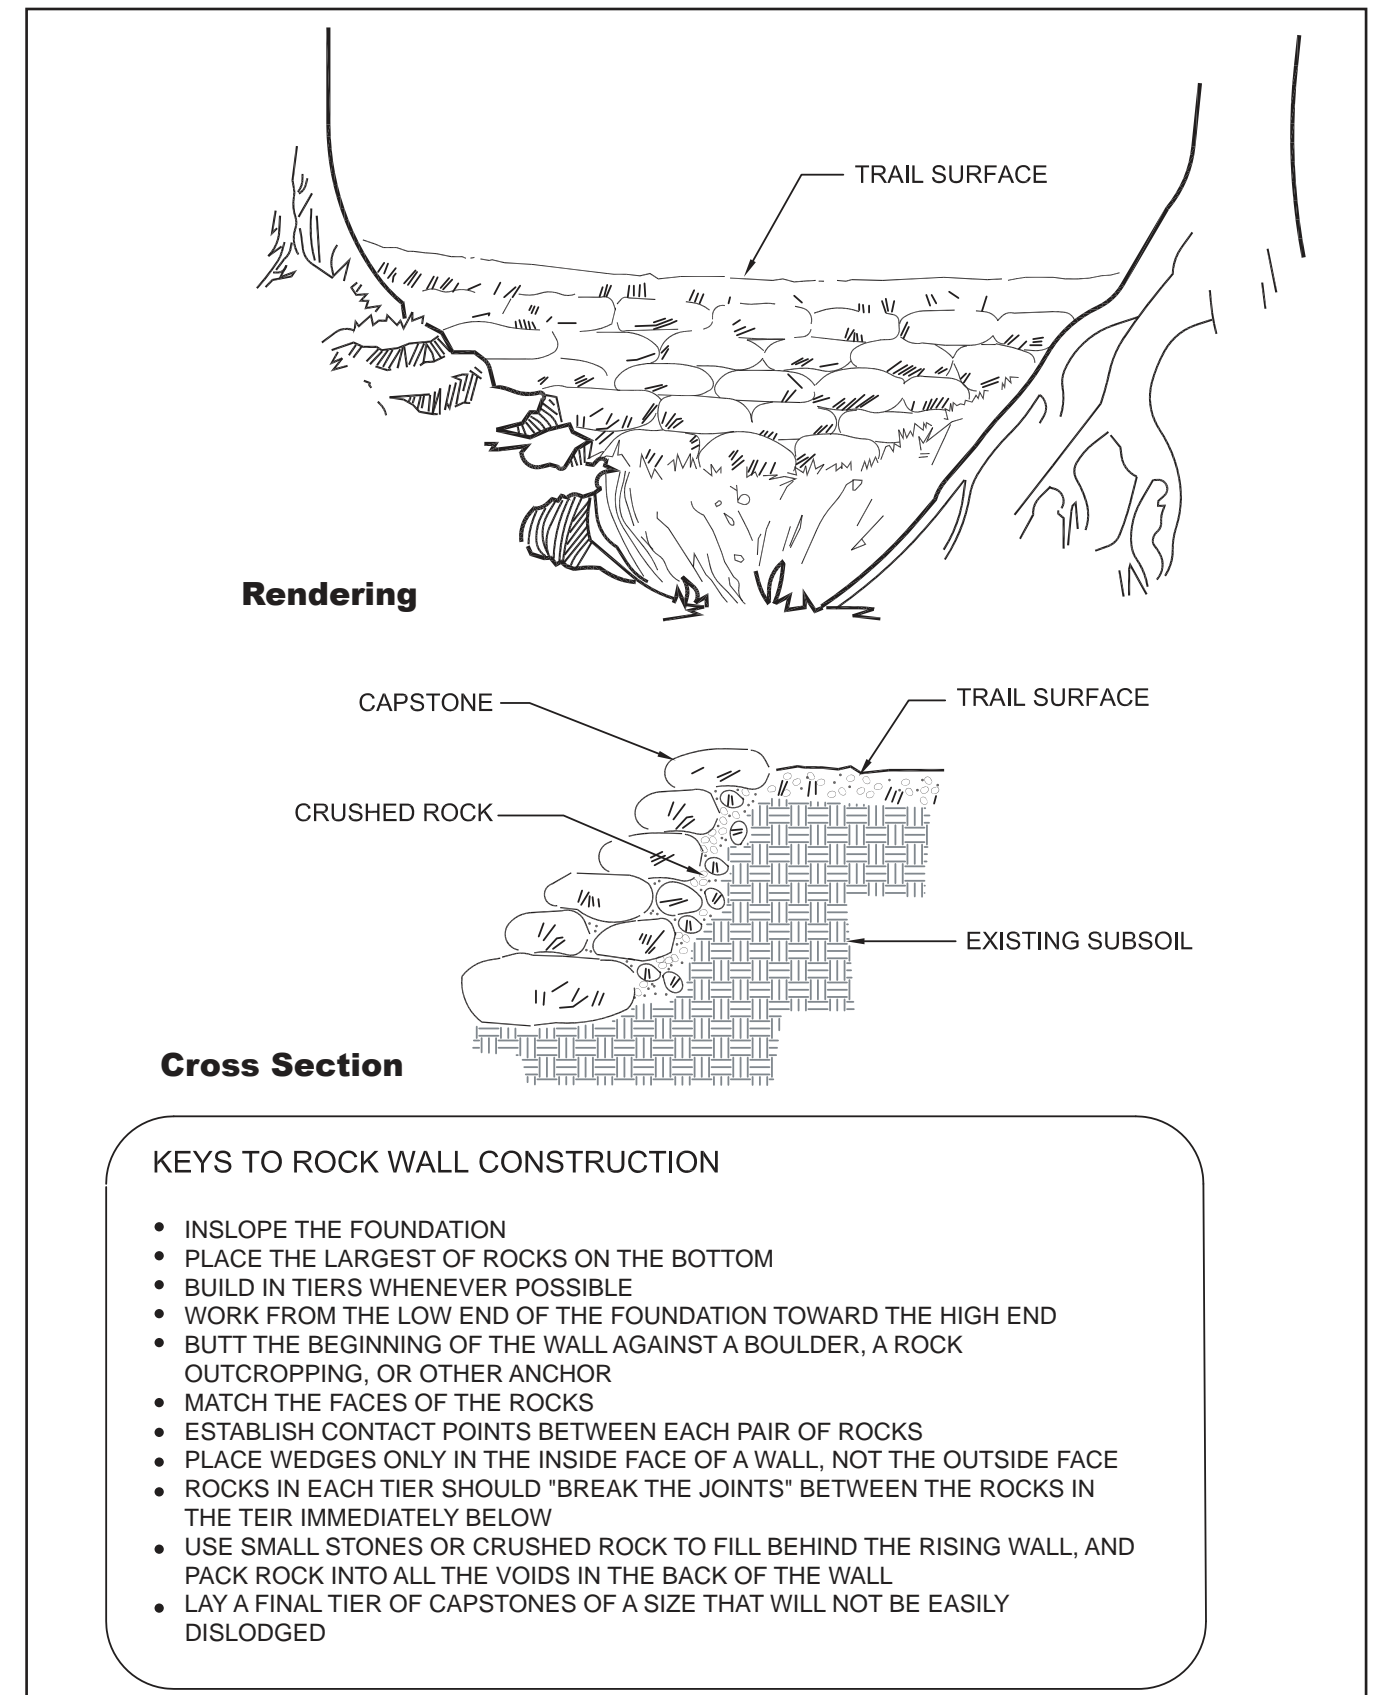 TRAIL SURFACE
Rendering
CAPSTONE
TRAIL SURFACE
CRUSHED ROCK
EXISTING SUBSOIL
Cross Section
KEYS TO ROCK WALL CONSTRUCTION
• INSLOPE THE FOUNDATION
• PLACE THE LARGEST OF ROCKS ON THE BOTTOM
• BUILD IN TIERS WHENEVER POSSIBLE
• WORK FROM THE LOW END OF THE FOUNDATION TOWARD THE HIGH END
• BUTT THE BEGINNING OF THE WALL AGAINST A BOULDER, A ROCK
OUTCROPPING, OR OTHER ANCHOR
• MATCH THE FACES OF THE ROCKS
• ESTABLISH CONTACT POINTS BETWEEN EACH PAIR OF ROCKS
• PLACE WEDGES ONLY IN THE INSIDE FACE OF A WALL, NOT THE OUTSIDE FACE
• ROCKS IN EACH TIER SHOULD "BREAK THE JOINTS" BETWEEN THE ROCKS IN
THE TEIR IMMEDIATELY BELOW
• USE SMALL STONES OR CRUSHED ROCK TO FILL BEHIND THE RISING WALL, AND
PACK ROCK INTO ALL THE VOIDS IN THE BACK OF THE WALL
• LAY A FINAL TIER OF CAPSTONES OF A SIZE THAT WILL NOT BE EASILY
DISLODGED